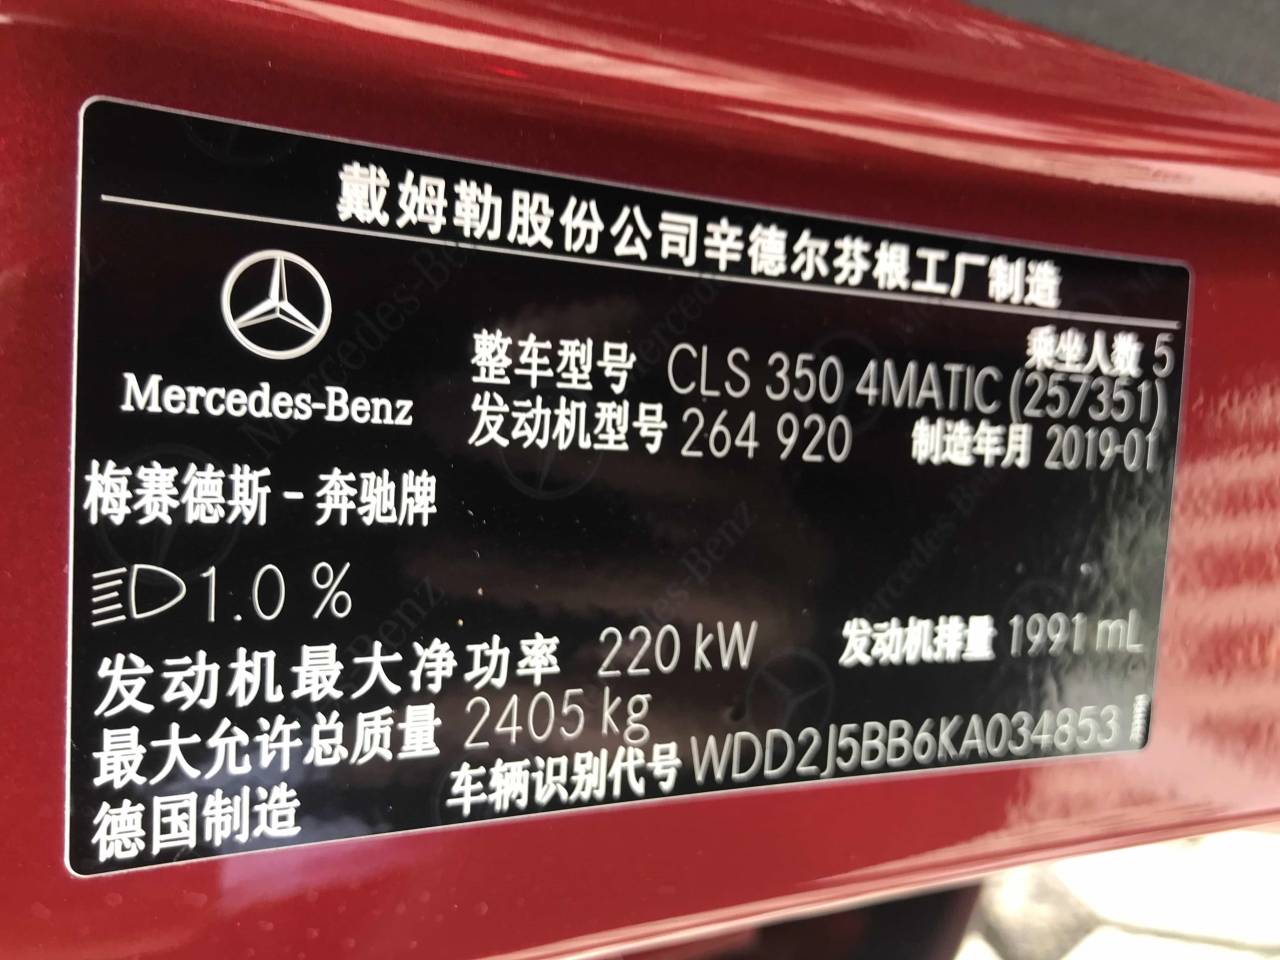 戴姆勒股份公司辛德尔芬根工厂制造
乘坐人数 5
整车型号 CLS 350 4MATIC (257351)
Mercedes-Benz
发动机型号 264 920 制造年月 2019-01
梅赛德斯-奔驰牌
1.0 %
发动机最大净功率 220 kW 发动机排量 1991 mL
最大允许总质量 2405 kg
车辆识别代号 WDD2J5BB6KA034853
德国制造